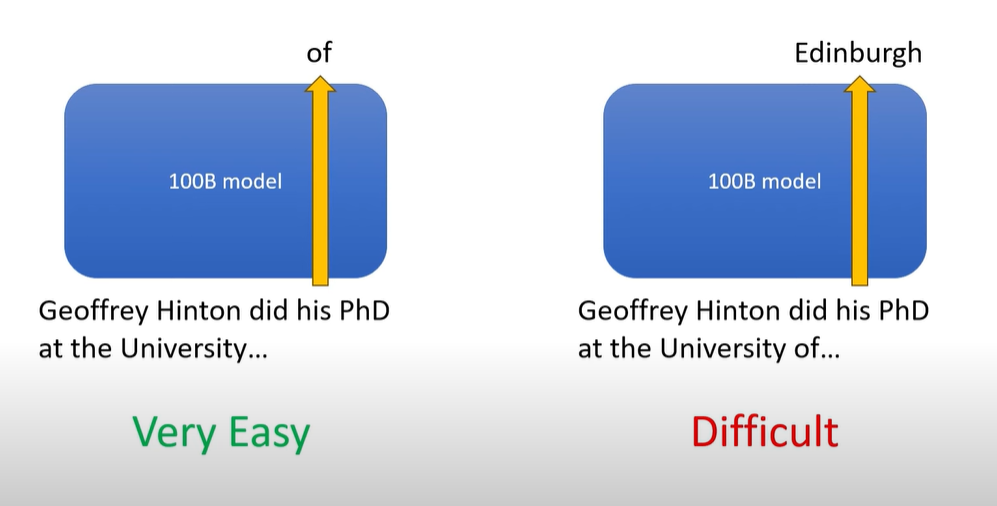 of
100B model
Geoffrey Hinton did his PhD
at the University...
Very Easy
Edinburgh
100B model
Geoffrey Hinton did his PhD
at the University of...
Difficult